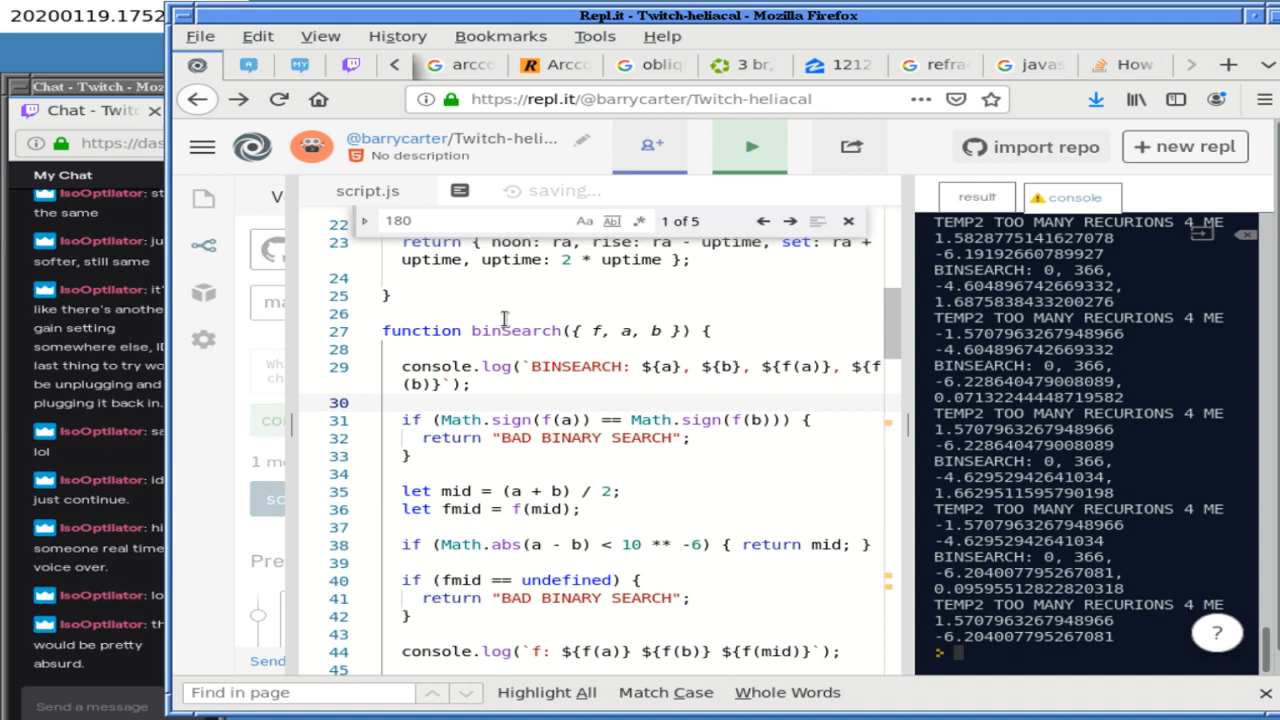 20200119.1752
Repl.it - Twitch-heliacal - Mozilla Firefox
File Edit View History Bookmarks Tools Help
arcco Arccc obliq 3 br, 1212 refra javas How
https://repl.it/@barrycarter/Twitch-heliacal
@barrycarter/Twitch-heli...
No description
import repo
+ new repl
Chat - Twitch - Moz
Chat - Twitc
https://das
My Chat
IsoOptilator: st
the same
IsoOptilator: ju
softer, still same
IsoOptilator: it'
like there's anothe
gain setting
somewhere else, ID
last thing to try wo
be unplugging and
plugging it back in.
IsoOptilator: sa
lol
IsoOptilator: id
just continue.
IsoOptilator: hi
someone real time
voice over.
IsoOptilator: lo
IsoOptilator: th
would be pretty
absurd.
Send a message
V
ma
Wh
ch
con
1 me
sc
Pre
Send
script.js
saving...
180
Aa Abl .* 1 of 5
22
23 return { noon: ra, rise: ra - uptime, set: ra +
uptime, uptime: 2 * uptime };
24
25 }
26
27 function binsearch({ f, a, b }) {
28
29 console.log(`BINSEARCH: ${a}, ${b}, ${f(a)}, ${f
(b)}`);
30
31 if (Math.sign(f(a)) == Math.sign(f(b))) {
32 return "BAD BINARY SEARCH";
33 }
34
35 let mid = (a + b) / 2;
36 let fmid = f(mid);
37
38 if (Math.abs(a - b) < 10 ** -6) { return mid; }
39
40 if (fmid == undefined) {
41 return "BAD BINARY SEARCH";
42 }
43
44 console.log(`f: ${f(a)} ${f(b)} ${f(mid)}`);
45
result
console
TEMP2 TOO MANY RECURIONS 4 ME
1.5828775141627078
-6.19192660789927
BINSEARCH: 0, 366,
-4.604896742669332,
1.6875838433200276
TEMP2 TOO MANY RECURIONS 4 ME
-1.5707963267948966
-4.604896742669332
BINSEARCH: 0, 366,
-6.228640479008089,
0.07132244448719582
TEMP2 TOO MANY RECURIONS 4 ME
1.5707963267948966
-6.228640479008089
BINSEARCH: 0, 366,
-4.62952942641034,
1.6629511595790198
TEMP2 TOO MANY RECURIONS 4 ME
-1.5707963267948966
-4.62952942641034
BINSEARCH: 0, 366,
-6.204007795267081,
0.09595512822820318
TEMP2 TOO MANY RECURIONS 4 ME
1.5707963267948966
-6.204007795267081
>
?
Find in page
Highlight All Match Case Whole Words